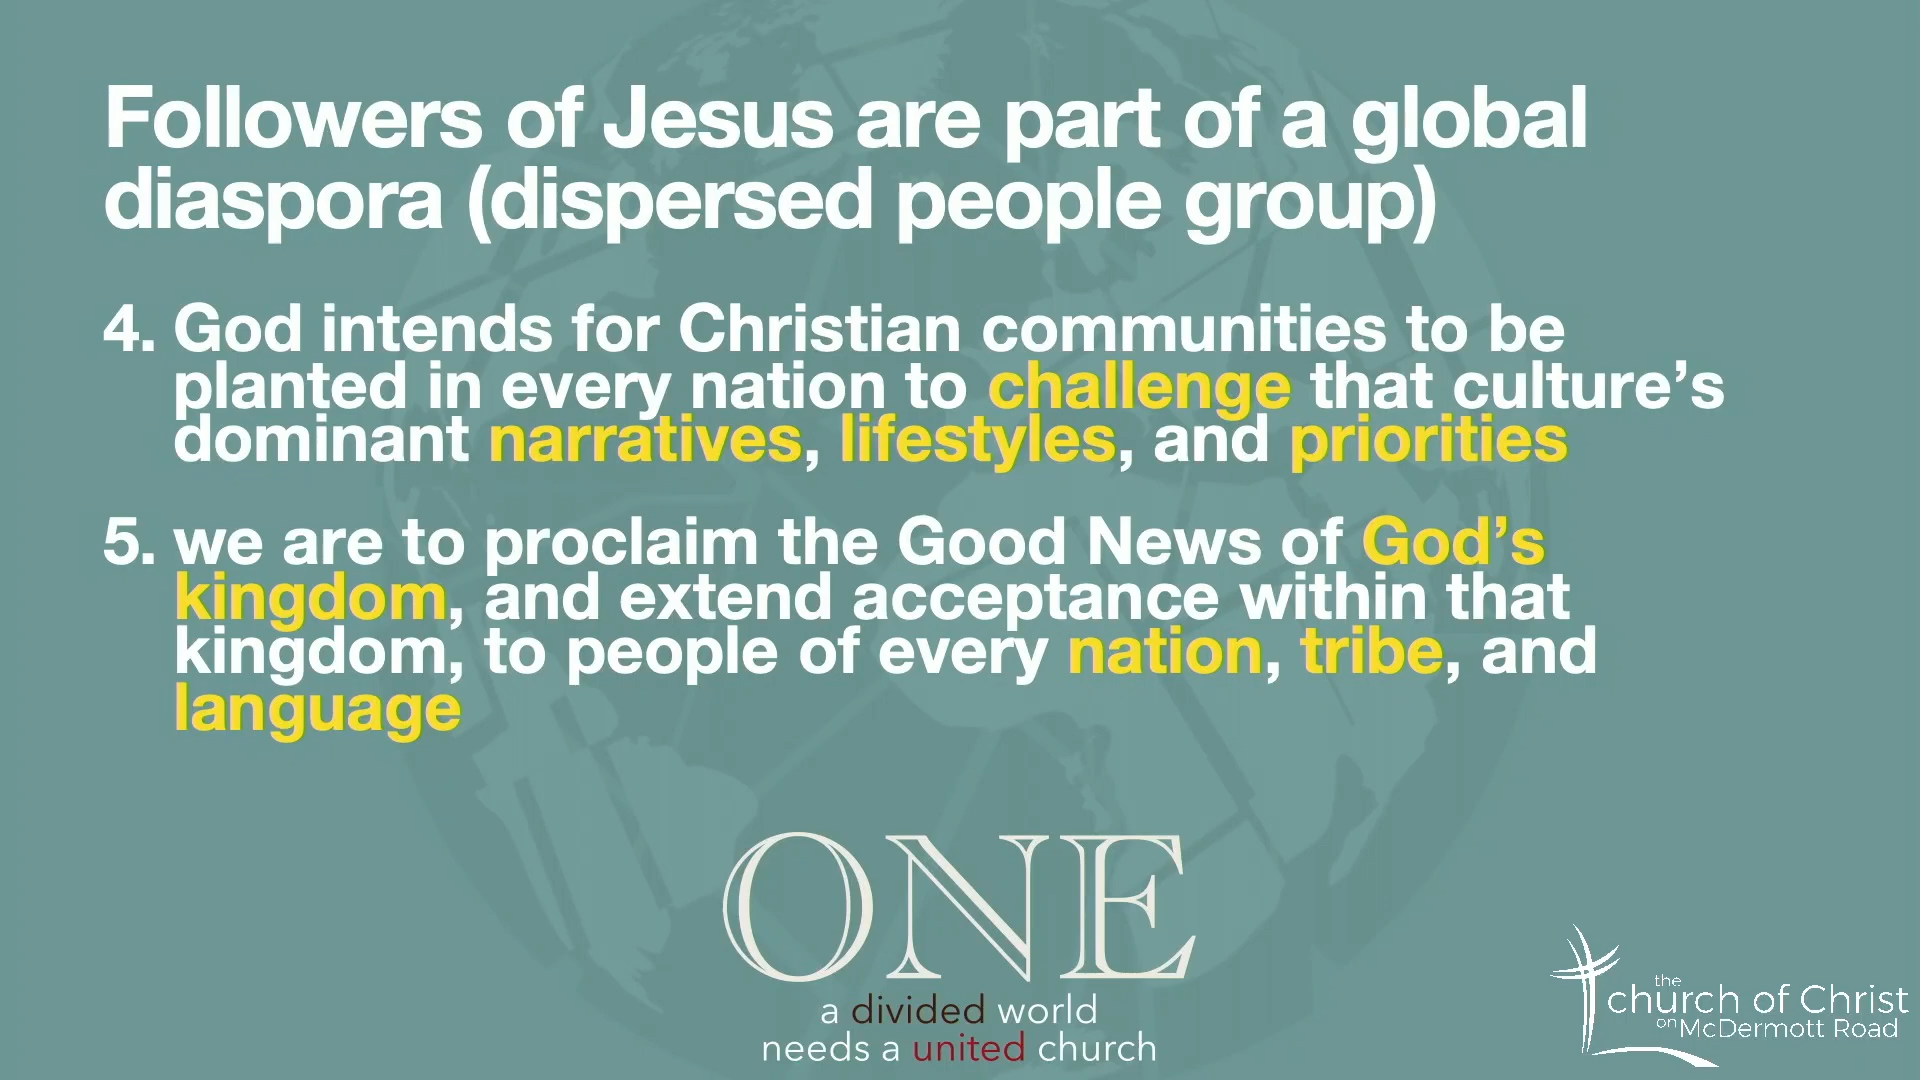 Followers of Jesus are part of a global
diaspora (dispersed people group)
4. God intends for Christian communities to be
planted in every nation to challenge that culture’s
dominant narratives, lifestyles, and priorities
5. we are to proclaim the Good News of God’s
kingdom, and extend acceptance within that
kingdom, to people of every nation, tribe, and
language
ONE
a divided world
needs a united church
the
church of Christ
on McDermott Road